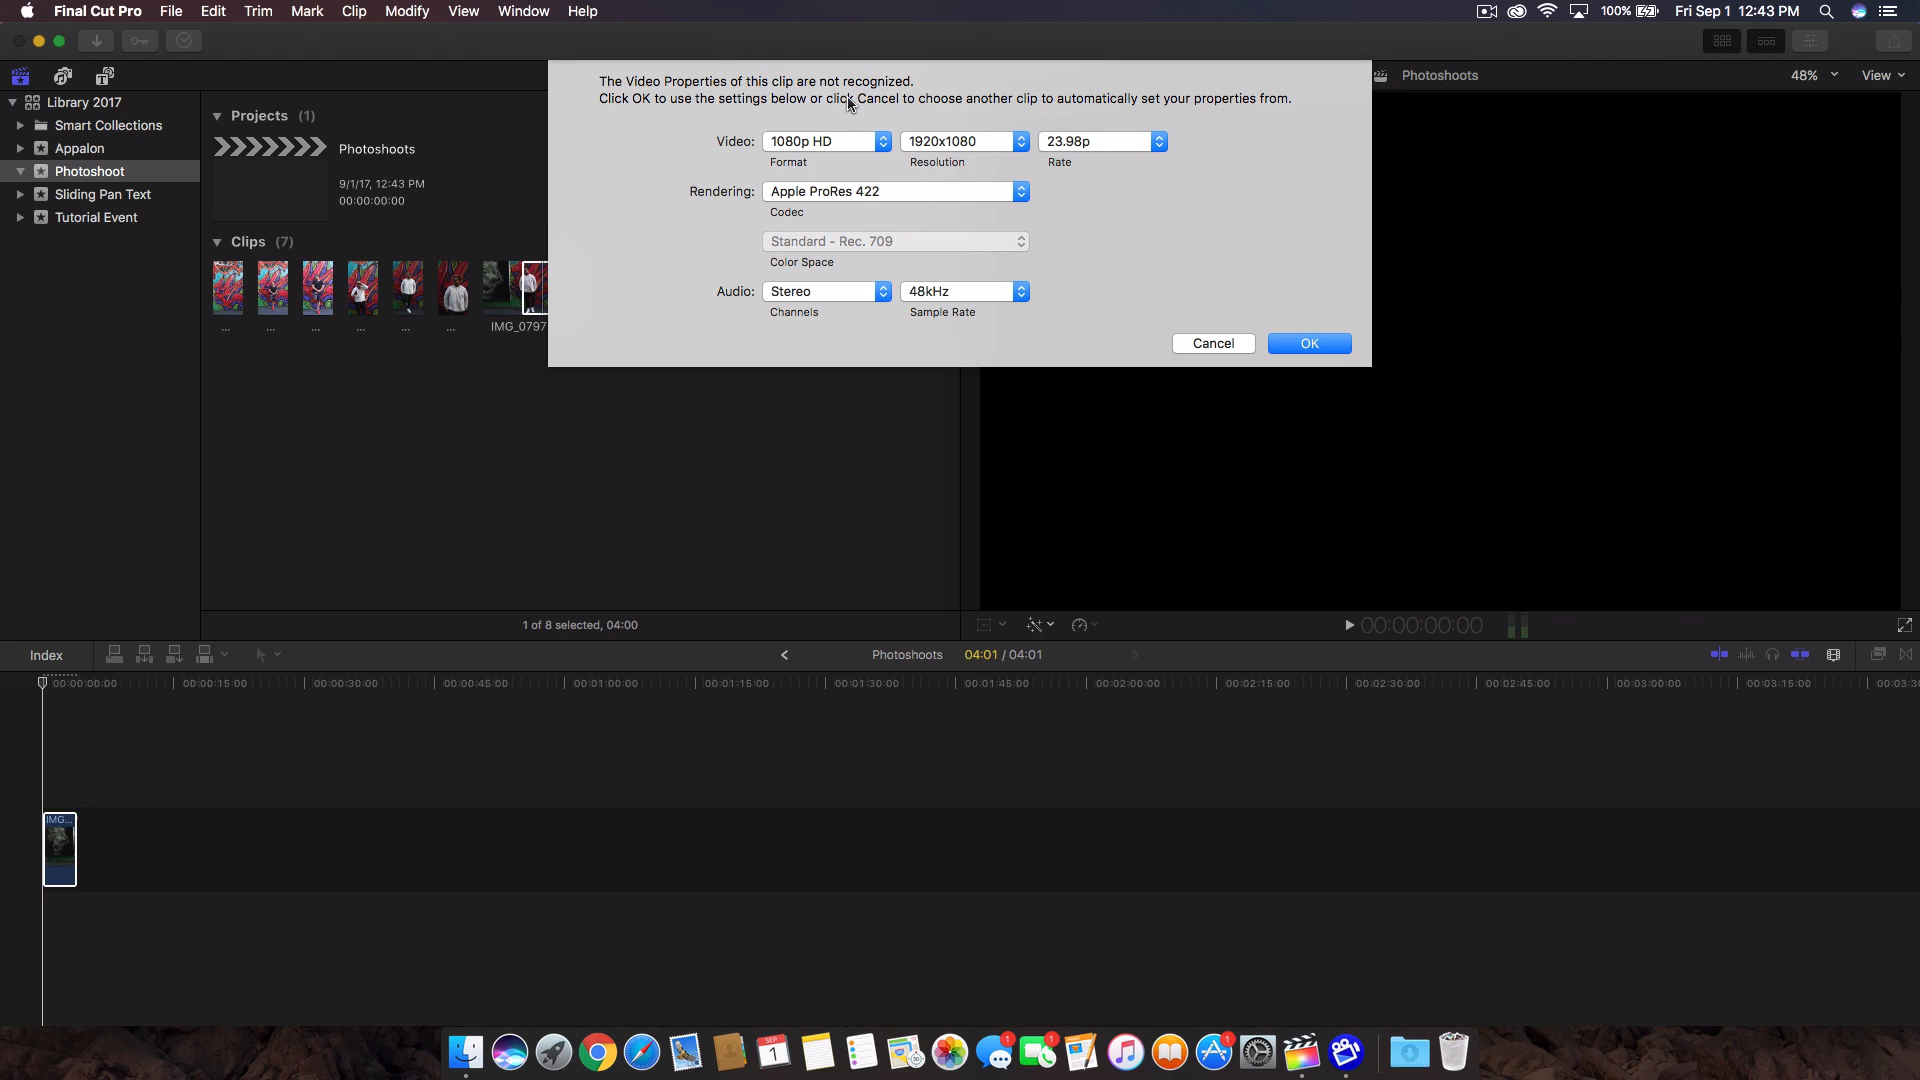 Final Cut Pro File Edit Trim Mark Clip Modify View Window Help 100% Fri Sep 1 12:43 PM
The Video Properties of this clip are not recognized.
Click OK to use the settings below or click Cancel to choose another clip to automatically set your properties from.
Video: 1080p HD 1920x1080 23.98p
Format Resolution Rate
Rendering: Apple ProRes 422
Codec
Standard - Rec. 709
Color Space
Audio: Stereo 48kHz
Channels Sample Rate
Cancel OK
Photoshoots 48% View
Library 2017
Smart Collections
Appalon
Photoshoot
Sliding Pan Text
Tutorial Event
Projects (1)
Photoshoots
9/1/17, 12:43 PM
00:00:00:00
Clips (7)
... ... ... ... ... ... IMG_0797
1 of 8 selected, 04:00
00:00:00:00
Index Photoshoots 04:01 / 04:01
00:00:00:00 00:00:15:00 00:00:30:00 00:00:45:00 00:01:00:00 00:01:15:00 00:01:30:00 00:01:45:00 00:02:00:00 00:02:15:00 00:02:30:00 00:02:45:00 00:03:00:00 00:03:15:00 00:03:3
IMG...
SEP 1 1 1 1